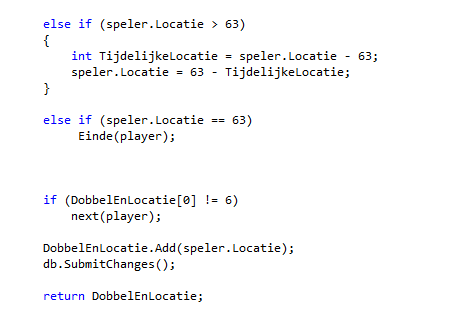 else if (speler.Locatie > 63)
{
    int TijdelijkeLocatie = speler.Locatie - 63;
    speler.Locatie = 63 - TijdelijkeLocatie;
}
else if (speler.Locatie == 63)
     Einde(player);
if (DobbelEnLocatie[0] != 6)
    next(player);
DobbelEnLocatie.Add(speler.Locatie);
db.SubmitChanges();
return DobbelEnLocatie;